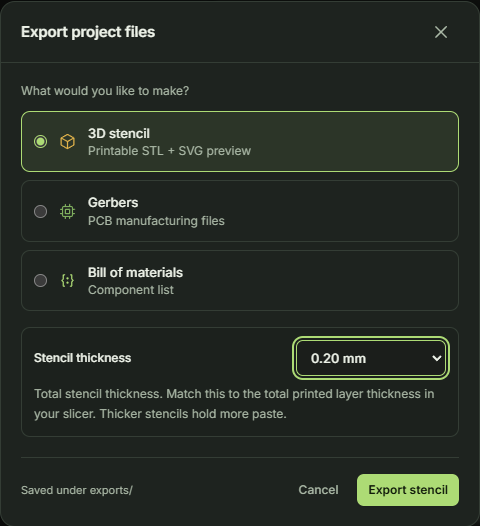 Export project files
What would you like to make?
3D stencil
Printable STL + SVG preview
Gerbers
PCB manufacturing files
Bill of materials
Component list
Stencil thickness
0.20 mm
Total stencil thickness. Match this to the total printed layer thickness in
your slicer. Thicker stencils hold more paste.
Saved under exports/
Cancel
Export stencil